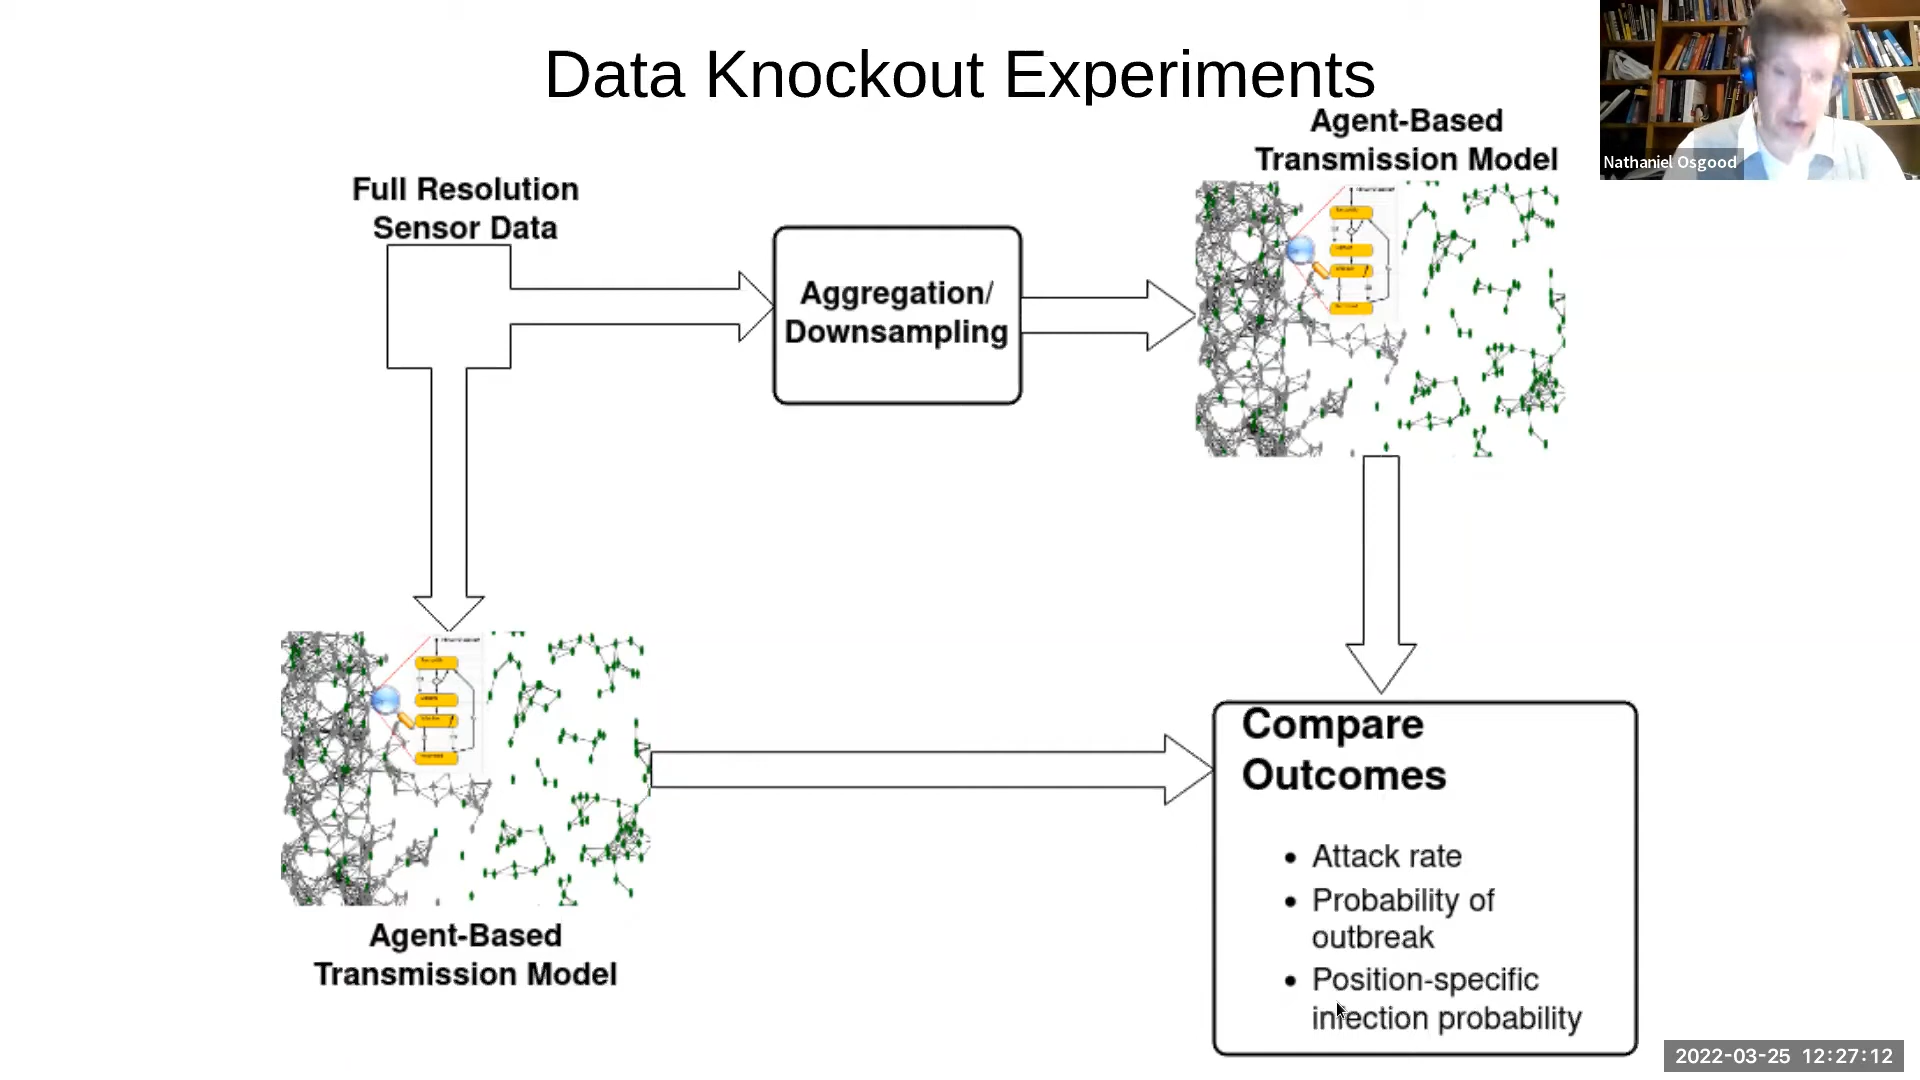 Data Knockout Experiments
Nathaniel Osgood
Agent-Based
Transmission Model
Full Resolution
Sensor Data
Aggregation/
Downsampling
Agent-Based
Transmission Model
Compare
Outcomes
• Attack rate
• Probability of
outbreak
• Position-specific
infection probability
2022-03-25 12:27:12